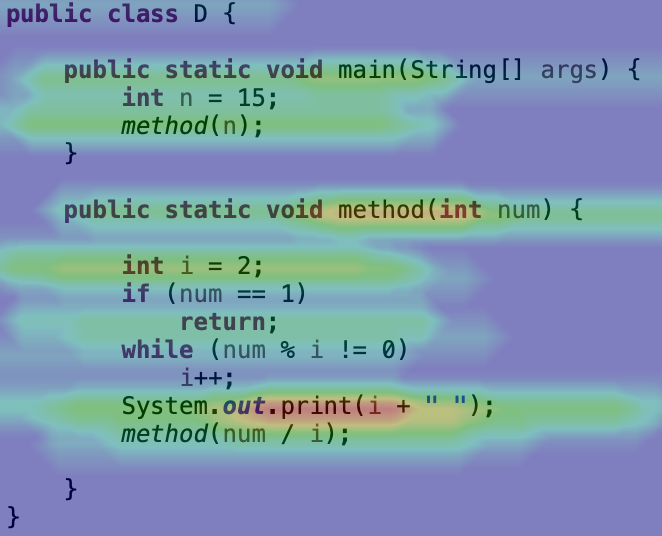 public class D {
public static void main(String[] args) {
int n = 15;
method(n);
}
public static void method(int num) {
int i = 2;
if (num == 1)
return;
while (num % i != 0)
i++;
System.out.print(i + " ");
method(num / i);
}
}